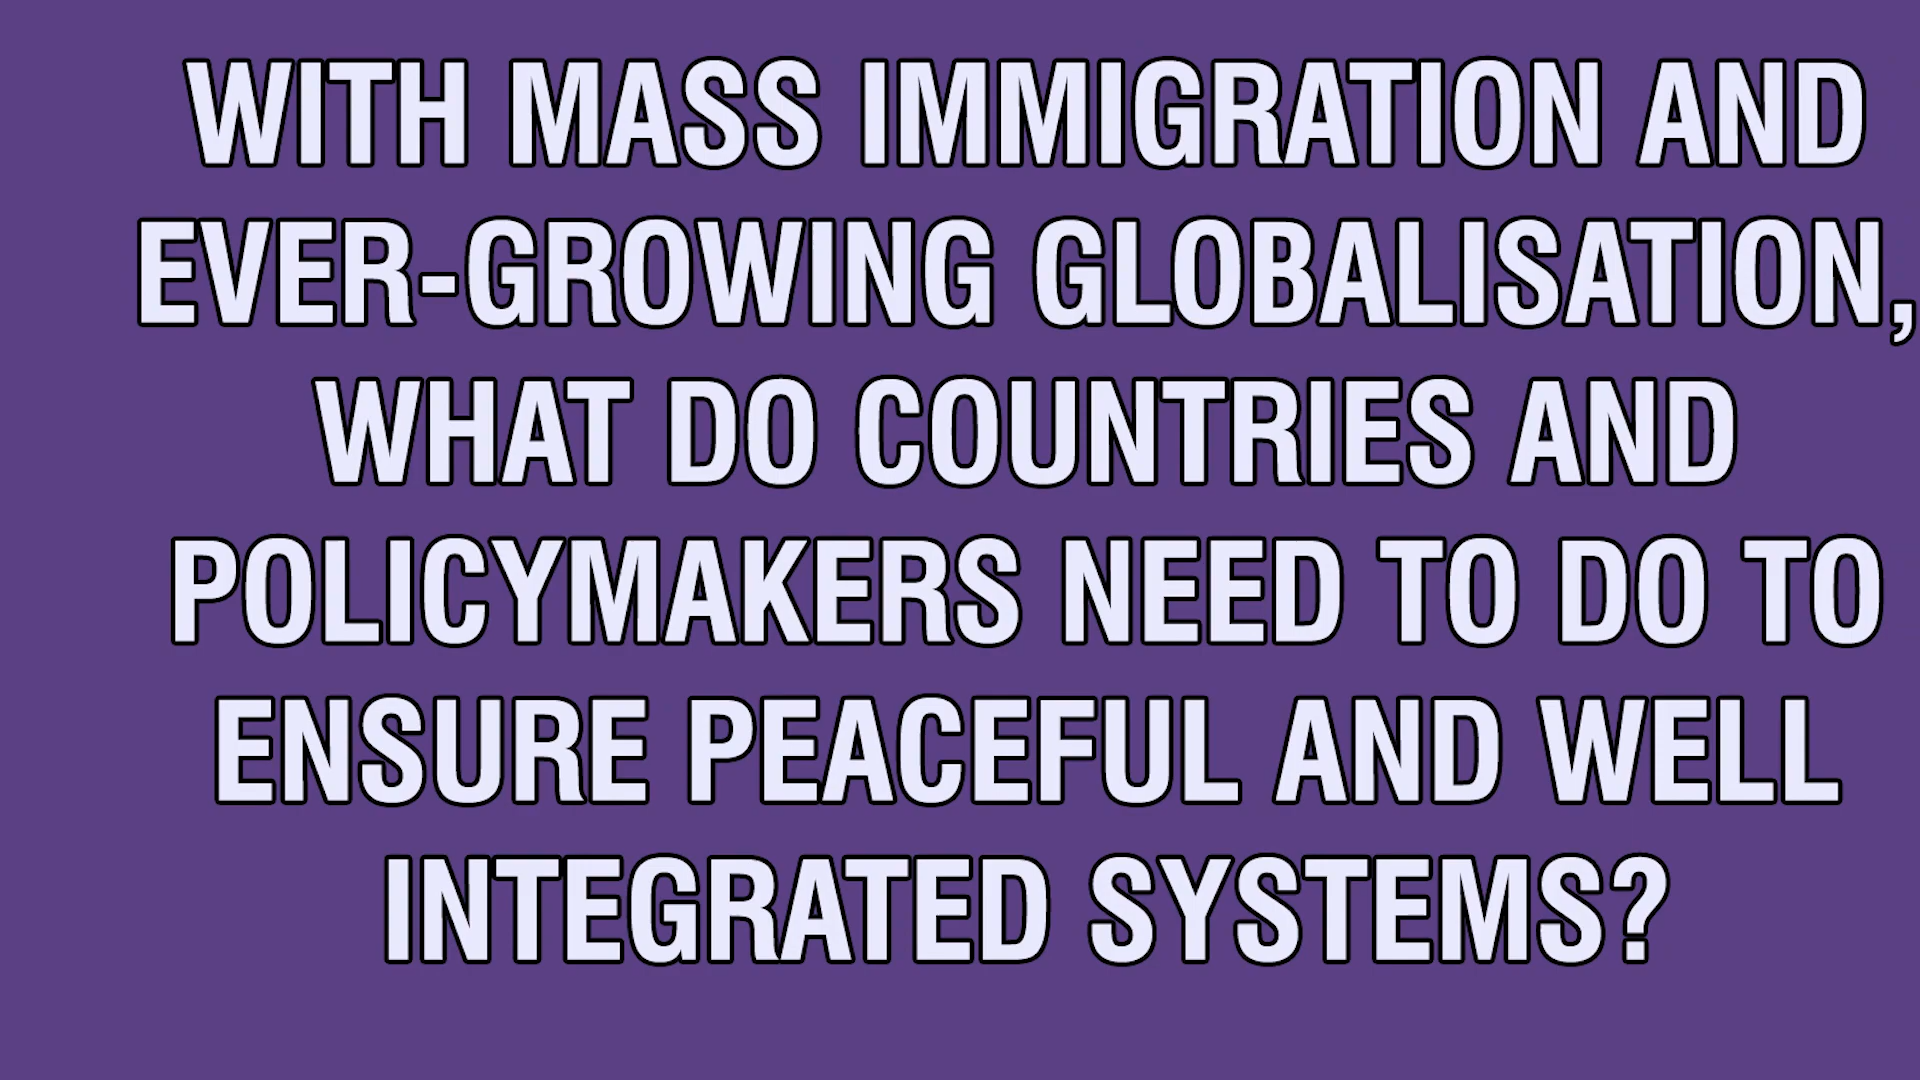 WITH MASS IMMIGRATION AND
EVER-GROWING GLOBALISATION,
WHAT DO COUNTRIES AND
POLICYMAKERS NEED TO DO TO
ENSURE PEACEFUL AND WELL
INTEGRATED SYSTEMS?